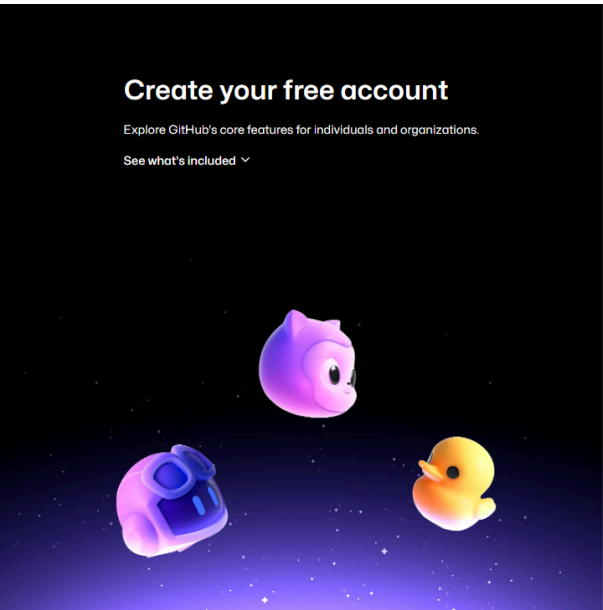 Create your free account
Explore GitHub's core features for individuals and organizations.
See what's included